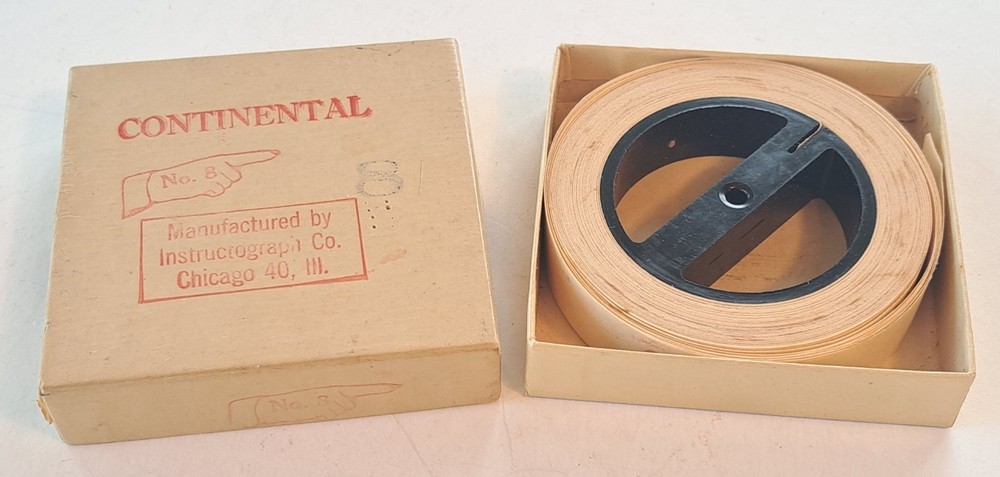 CONTINENTAL
No. 8
8
Manufactured by
Instructograph Co.
Chicago 40, Ill.
No. 8